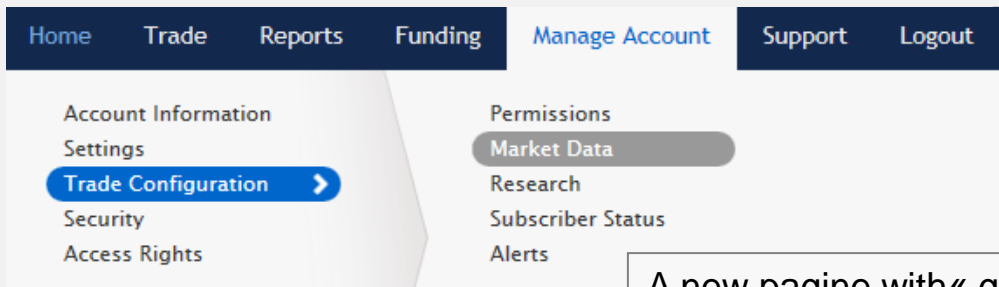 Home Trade Reports Funding Manage Account Support Logout
Account Information
Settings
Trade Configuration
Security
Access Rights
Permissions
Market Data
Research
Subscriber Status
Alerts
A new pagine with«